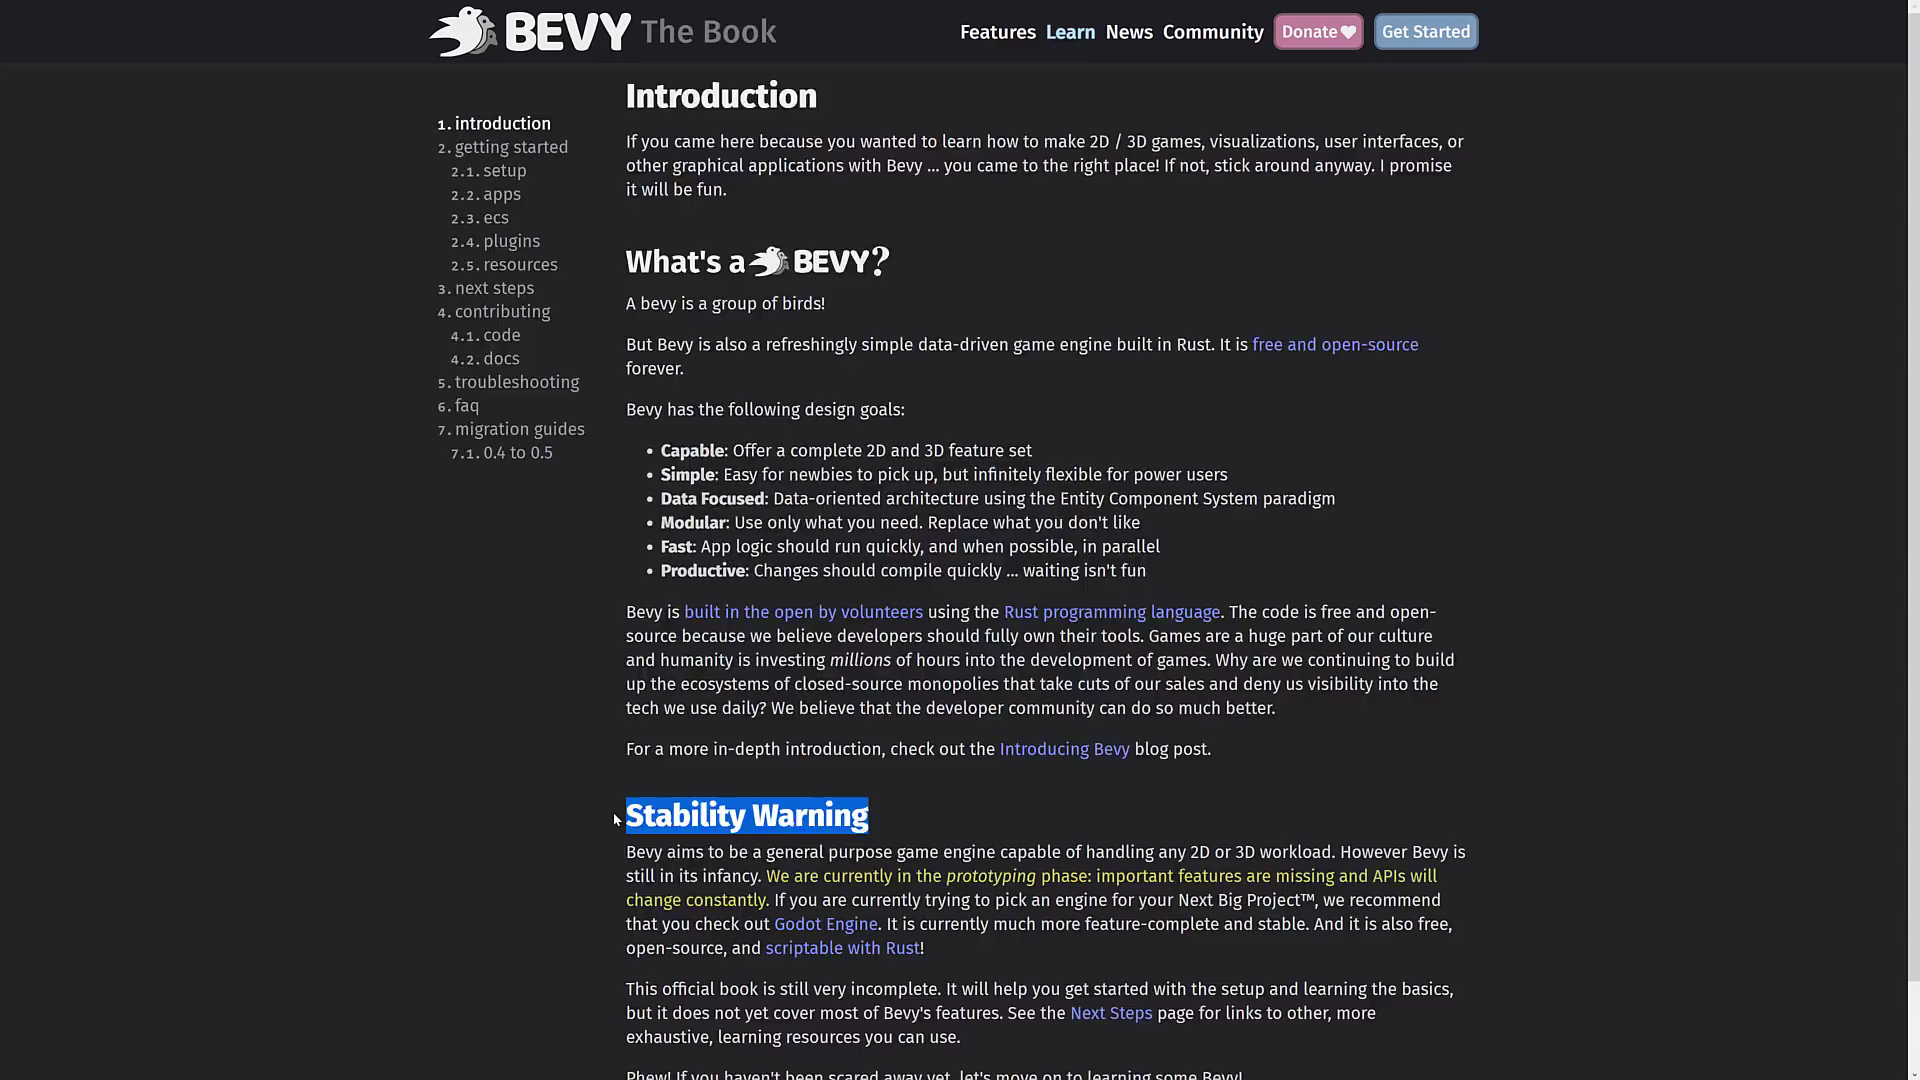 BEVY The Book
Features Learn News Community Donate Get Started
1. introduction
2. getting started
2.1. setup
2.2. apps
2.3. ecs
2.4. plugins
2.5. resources
3. next steps
4. contributing
4.1. code
4.2. docs
5. troubleshooting
6. faq
7. migration guides
7.1. 0.4 to 0.5
Introduction
If you came here because you wanted to learn how to make 2D / 3D games, visualizations, user interfaces, or
other graphical applications with Bevy ... you came to the right place! If not, stick around anyway. I promise
it will be fun.
What's a BEVY?
A bevy is a group of birds!
But Bevy is also a refreshingly simple data-driven game engine built in Rust. It is free and open-source
forever.
Bevy has the following design goals:
• Capable: Offer a complete 2D and 3D feature set
• Simple: Easy for newbies to pick up, but infinitely flexible for power users
• Data Focused: Data-oriented architecture using the Entity Component System paradigm
• Modular: Use only what you need. Replace what you don't like
• Fast: App logic should run quickly, and when possible, in parallel
• Productive: Changes should compile quickly ... waiting isn't fun
Bevy is built in the open by volunteers using the Rust programming language. The code is free and open-
source because we believe developers should fully own their tools. Games are a huge part of our culture
and humanity is investing millions of hours into the development of games. Why are we continuing to build
up the ecosystems of closed-source monopolies that take cuts of our sales and deny us visibility into the
tech we use daily? We believe that the developer community can do so much better.
For a more in-depth introduction, check out the Introducing Bevy blog post.
Stability Warning
Bevy aims to be a general purpose game engine capable of handling any 2D or 3D workload. However Bevy is
still in its infancy. We are currently in the prototyping phase: important features are missing and APIs will
change constantly. If you are currently trying to pick an engine for your Next Big Project™, we recommend
that you check out Godot Engine. It is currently much more feature-complete and stable. And it is also free,
open-source, and scriptable with Rust!
This official book is still very incomplete. It will help you get started with the setup and learning the basics,
but it does not yet cover most of Bevy's features. See the Next Steps page for links to other, more
exhaustive, learning resources you can use.
Phew! If you haven't been scared away yet, let's move on to learning some Bevy!